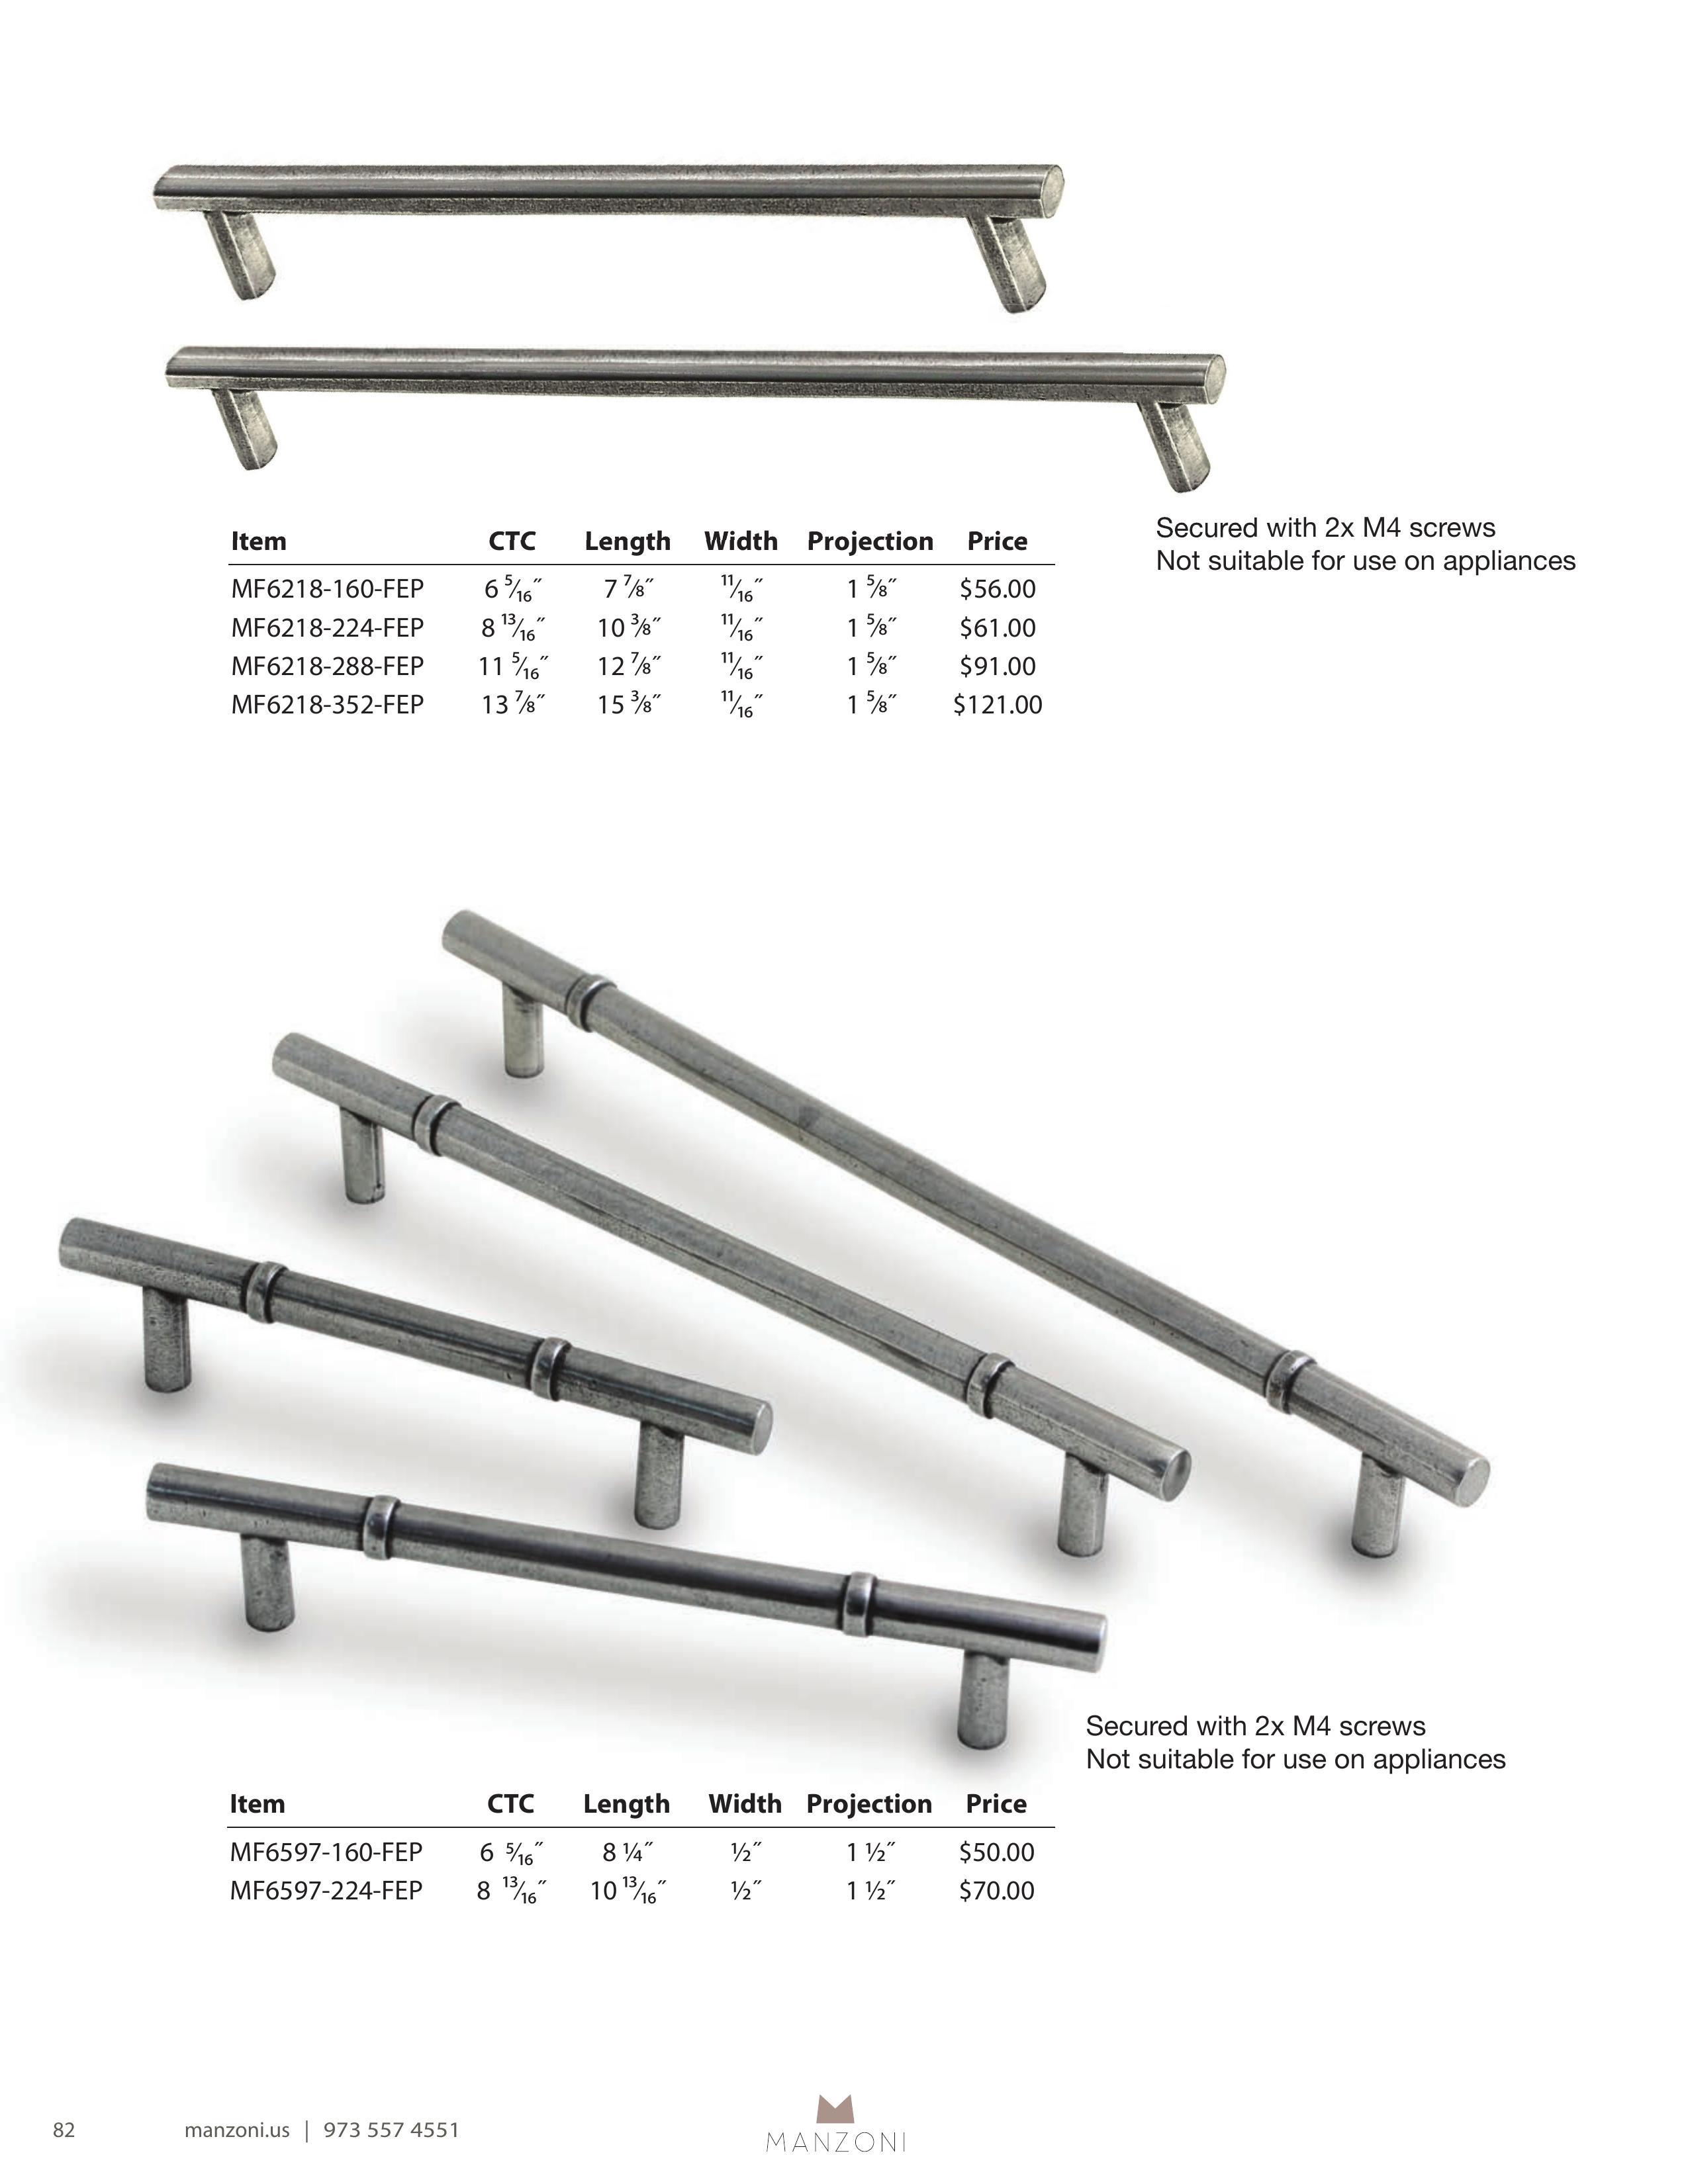 Item CTC Length Width Projection Price
MF6218-160-FEP 6 5/16″ 7 7/8″ 11/16″ 1 5/8″ $56.00
MF6218-224-FEP 8 13/16″ 10 3/8″ 11/16″ 1 5/8″ $61.00
MF6218-288-FEP 11 5/16″ 12 7/8″ 11/16″ 1 5/8″ $91.00
MF6218-352-FEP 13 7/8″ 15 3/8″ 11/16″ 1 5/8″ $121.00
Secured with 2x M4 screws
Not suitable for use on appliances
Secured with 2x M4 screws
Not suitable for use on appliances
Item CTC Length Width Projection Price
MF6597-160-FEP 6 5/16″ 8 ¼″ ½″ 1 ½″ $50.00
MF6597-224-FEP 8 13/16″ 10 13/16″ ½″ 1 ½″ $70.00
82 manzoni.us | 973 557 4551
MANZONI